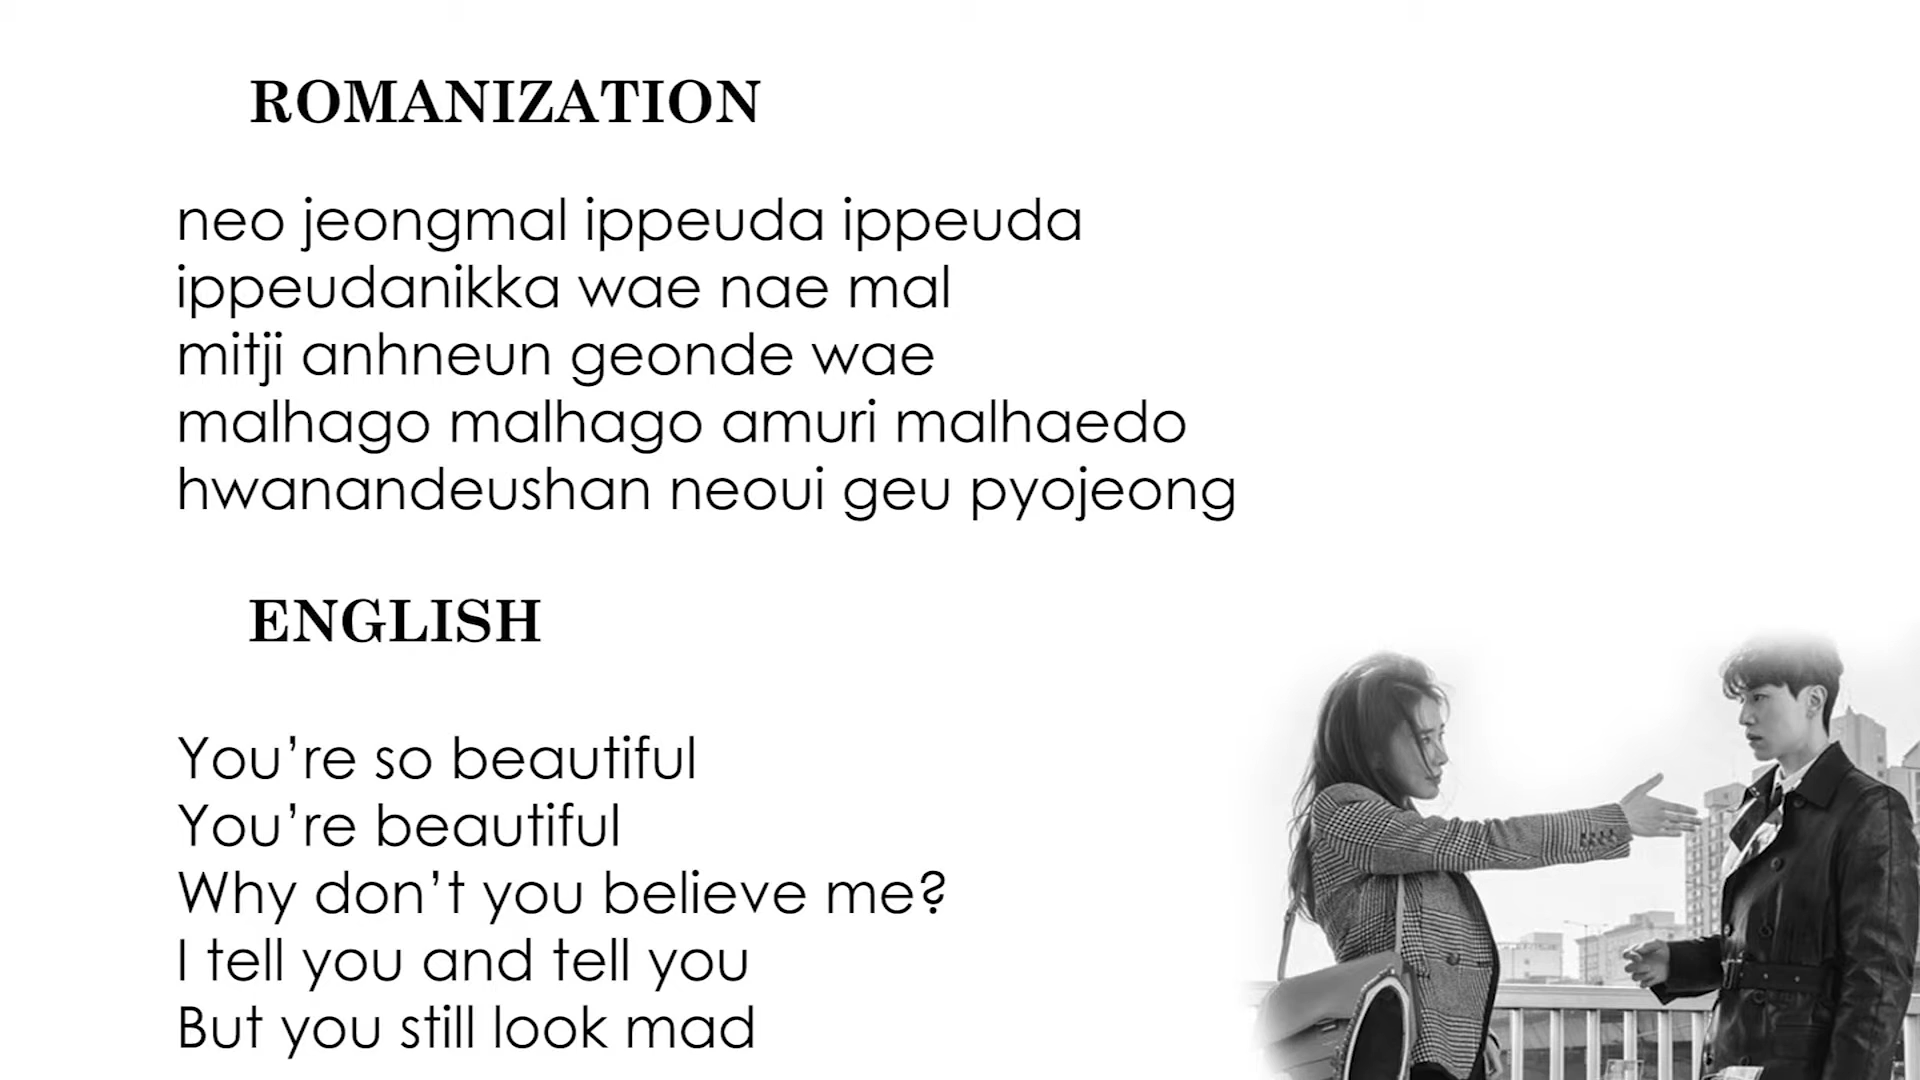 ROMANIZATION
neo jeongmal ippeuda ippeuda
ippeudanikka wae nae mal
mitji anhneun geonde wae
malhago malhago amuri malhaedo
hwanandeushan neoui geu pyojeong
ENGLISH
You’re so beautiful
You’re beautiful
Why don’t you believe me?
I tell you and tell you
But you still look mad